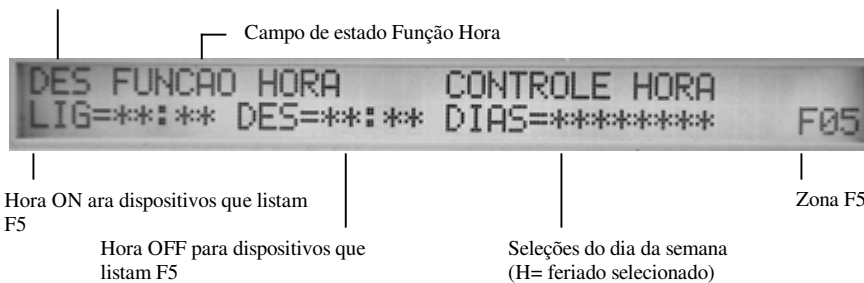 Campo de estado Função Hora
DES FUNCAO HORA CONTROLE HORA
LIG=**:** DES=**:** DIAS=******** F05
Hora ON ara dispositivos que listam
F5
Hora OFF para dispositivos que
listam F5
Seleções do dia da semana
(H= feriado selecionado)
Zona F5